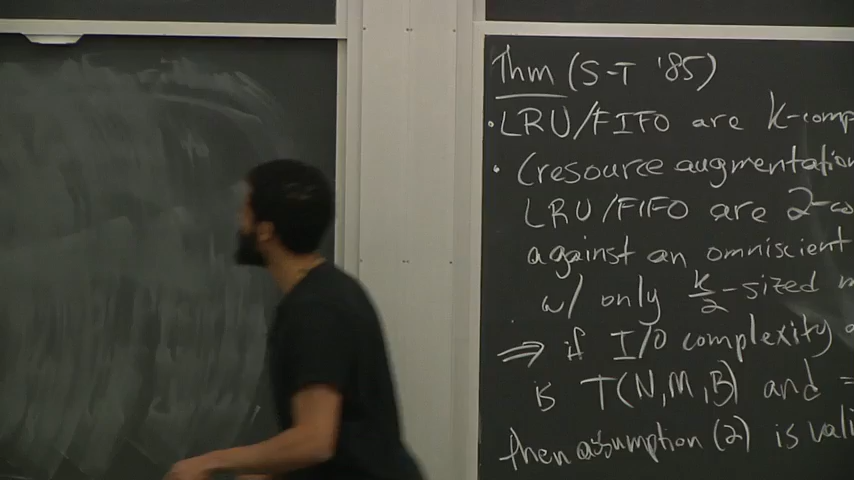 Thm (S-T '85)
• LRU/FIFO are k-comp
• (resource augmentation
LRU/FIFO are 2-co
against an omniscient
w/ only k/2-sized
⇒ if I/O complexity
is T(N,M,B) and =
then assumption (2) is vali